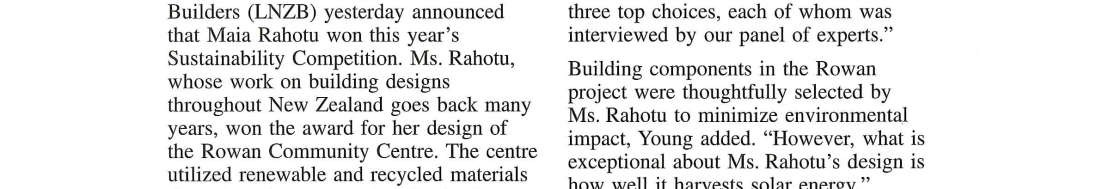 Builders (LNZB) yesterday announced
that Maia Rahotu won this year's
Sustainability Competition. Ms. Rahotu,
whose work on building designs
throughout New Zealand goes back many
years, won the award for her design of
the Rowan Community Centre. The centre
utilized renewable and recycled materials
three top choices, each of whom was
interviewed by our panel of experts.”
Building components in the Rowan
project were thoughtfully selected by
Ms. Rahotu to minimize environmental
impact, Young added. “However, what is
exceptional about Ms. Rahotu's design is
how well it harvests solar energy.”